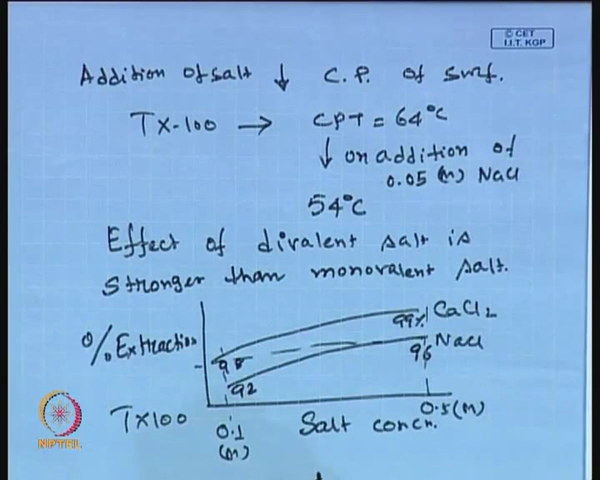 © CET
I.I.T. KGP
Addition of salt ↓ C.P. of surf.
TX-100 → CPT = 64°C
↓ on addition of
0.05 (M) NaCl
54°C
Effect of divalent salt is
stronger than monovalent salt.
% Extraction
99% CaCl2
96 NaCl
92
TX100
0.1
(M)
Salt concn.
0.5 (M)
NPTEL